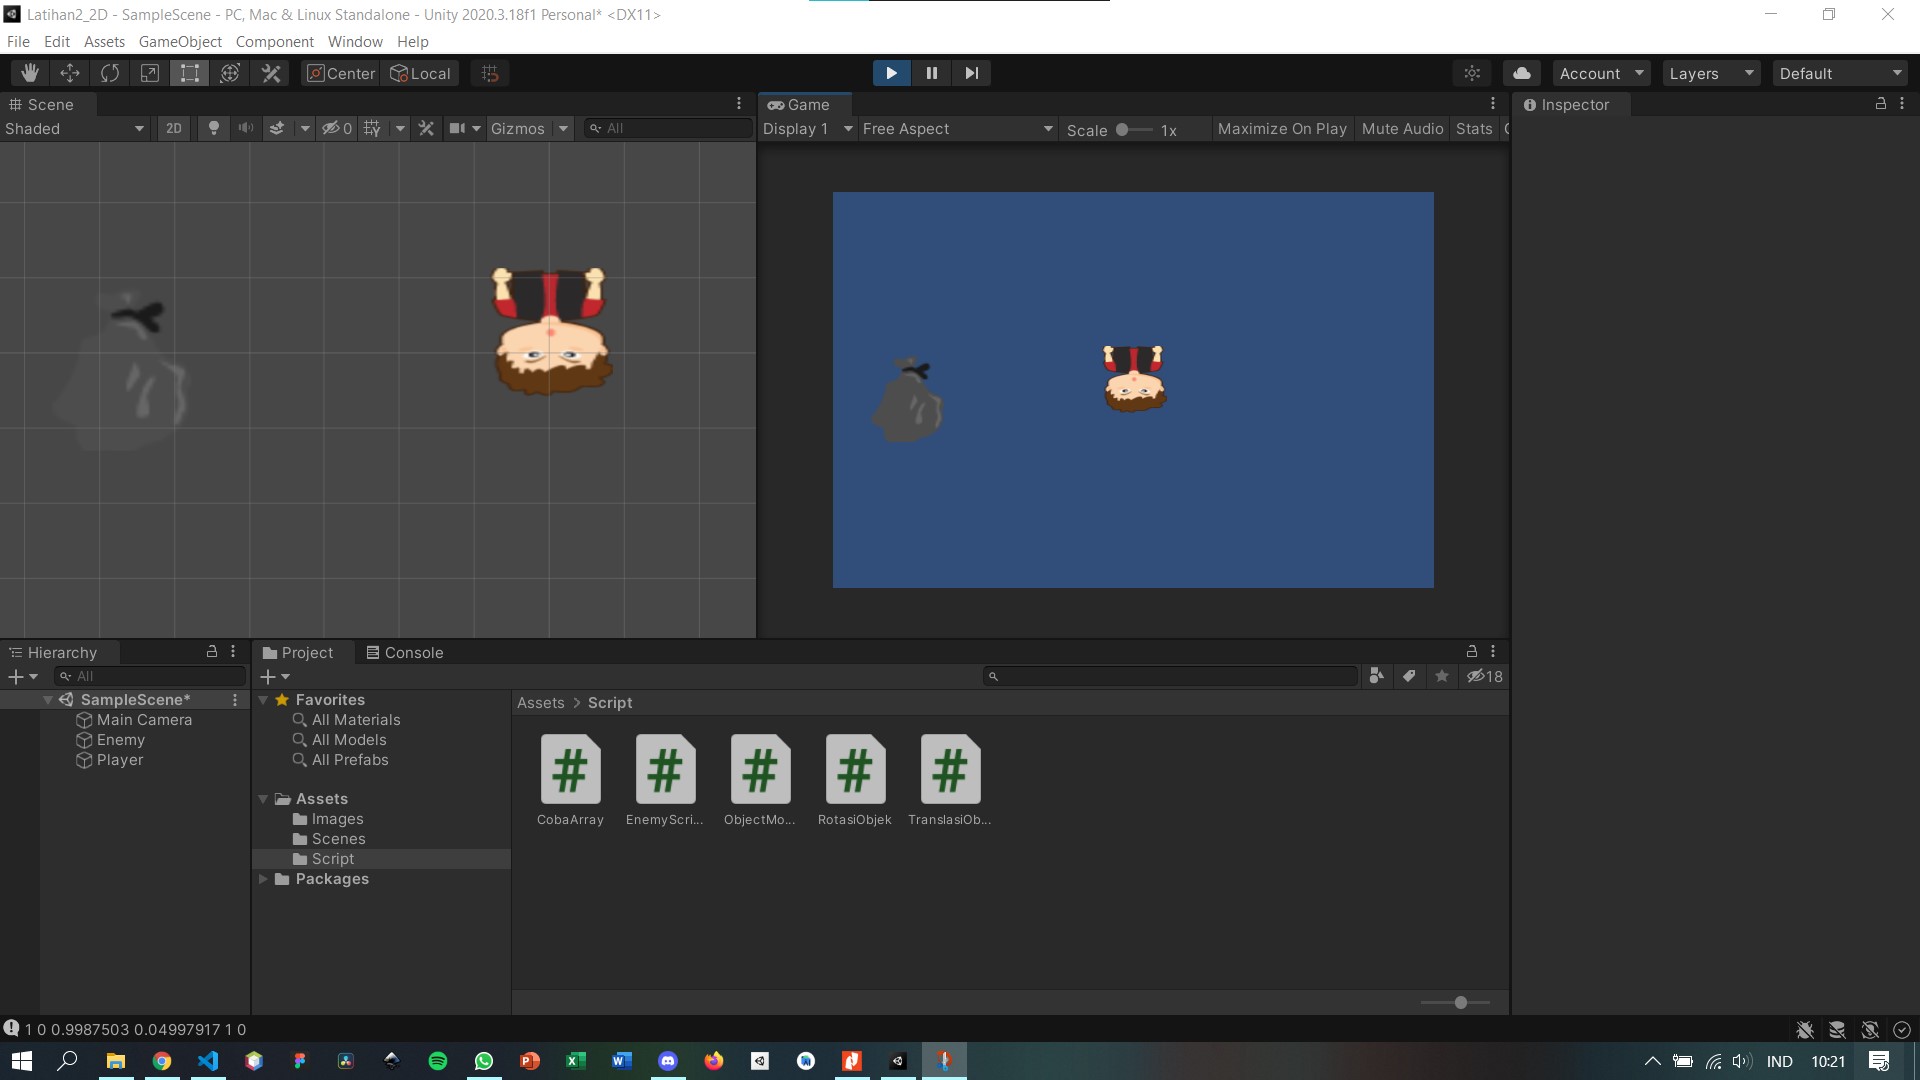 Latihan2_2D - SampleScene - PC, Mac & Linux Standalone - Unity 2020.3.18f1 Personal* <DX11>
File Edit Assets GameObject Component Window Help
Center Local Account Layers Default
Scene
Game
Inspector
Shaded 2D 0 Gizmos All
Display 1 Free Aspect Scale 1x Maximize On Play Mute Audio Stats
Hierarchy
Project Console
All
18
SampleScene*
Main Camera
Enemy
Player
Favorites
All Materials
All Models
All Prefabs
Assets
Images
Scenes
Script
Packages
Assets > Script
CobaArray EnemyScri... ObjectMo... RotasiObjek TranslasiOb...
1 0 0.9987503 0.04997917 1 0
IND 10:21